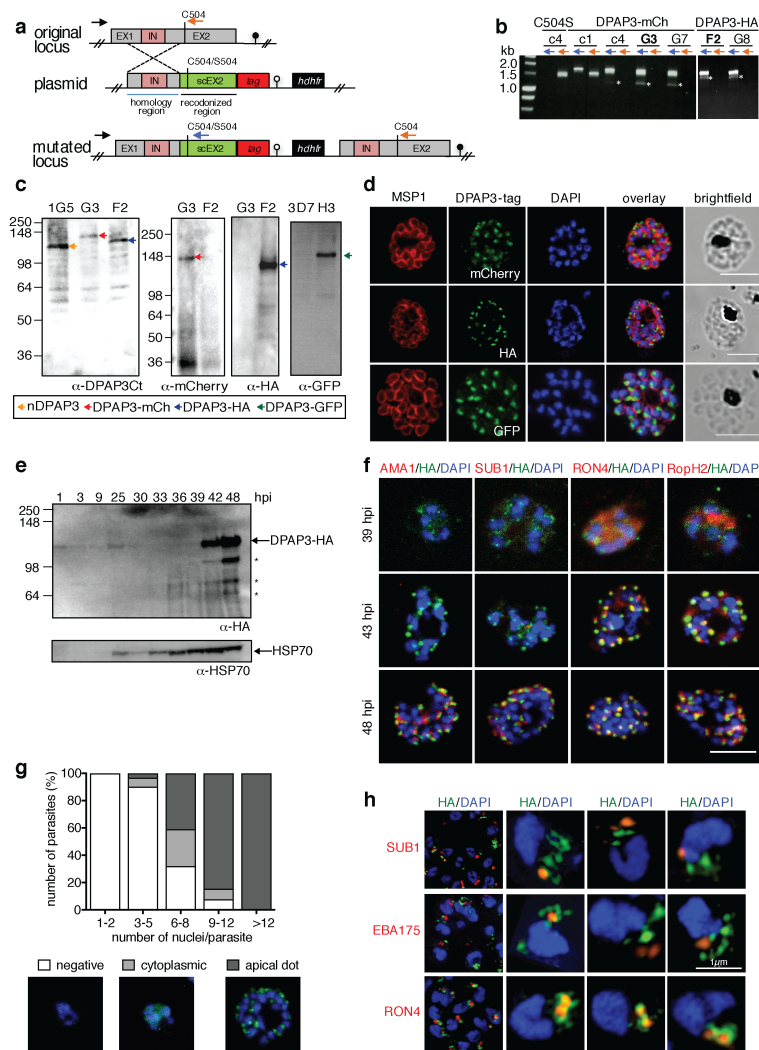 a
original locus
C504
EX1 IN EX2
plasmid
C504/S504
IN scEX2 tag hdhfr
homology region
recodonized region
mutated locus
C504/S504 C504
EX1 IN scEX2 tag hdhfr IN EX2
b
C504S DPAP3-mCh DPAP3-HA
c4 c1 c4 G3 G7 F2 G8
kb
2.0
1.5
1.0
*
*
*
*
*
c
1G5 G3 F2
250
148
98
64
36
α-DPAP3Ct
G3 F2
250
148
98
64
50
36
α-mCherry
G3 F2
α-HA
3D7 H3
α-GFP
nDPAP3 DPAP3-mCh DPAP3-HA DPAP3-GFP
d
MSP1 DPAP3-tag DAPI overlay brightfield
mCherry
HA
GFP
e
1 3 9 25 30 33 36 39 42 48 hpi
250
148
98
64
DPAP3-HA
*
*
*
α-HA
HSP70
α-HSP70
f
AMA1/HA/DAPI SUB1/HA/DAPI RON4/HA/DAPI RopH2/HA/DAPI
39 hpi
43 hpi
48 hpi
g
number of parasites (%)
100
80
60
40
20
0
1-2 3-5 6-8 9-12 >12
number of nuclei/parasite
negative cytoplasmic apical dot
h
HA/DAPI HA/DAPI HA/DAPI HA/DAPI
SUB1
EBA175
1μm
RON4